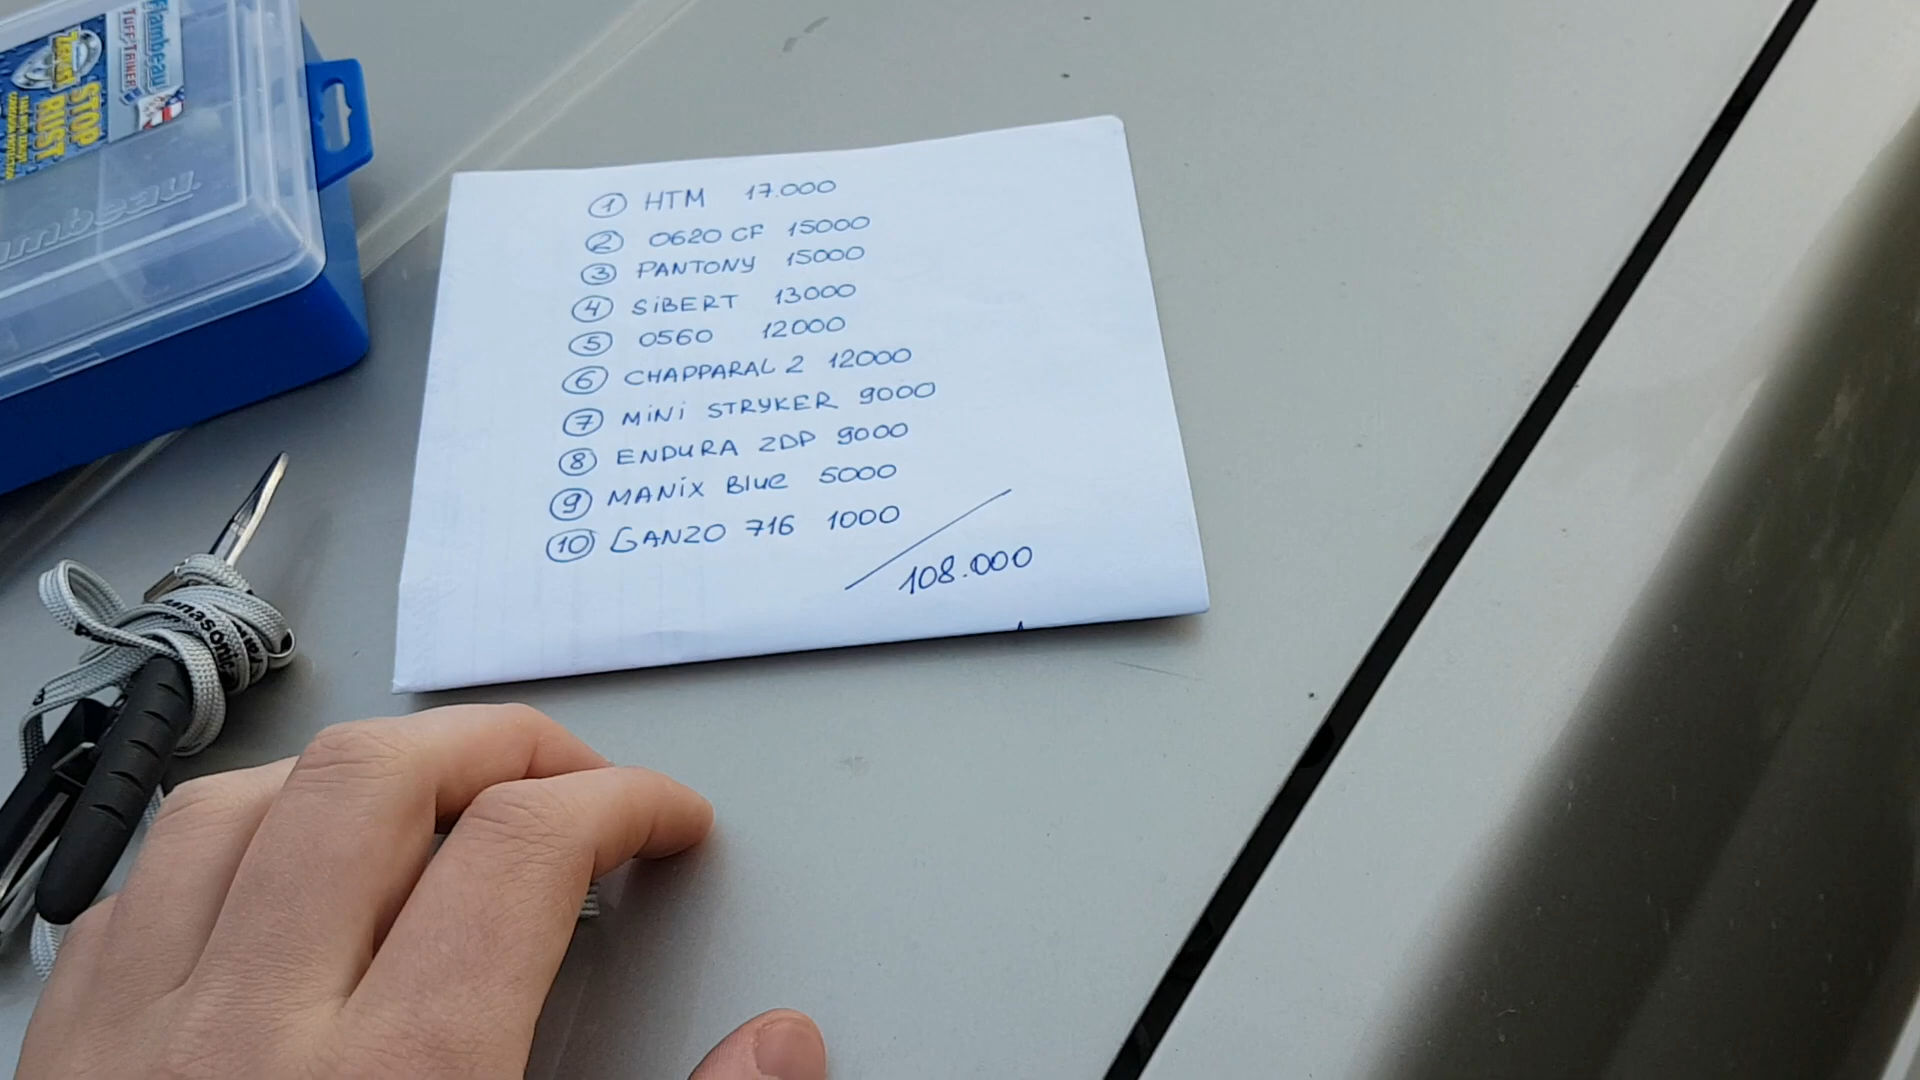 Flambeau
TUFF TAINER
Zerust
STOP
RUST
① HTM 17.000
② 0620 CF 15000
③ PANTONY 15000
④ SiBERT 13000
⑤ 0560 12000
⑥ CHAPPARAL 2 12000
⑦ MiNi STRYKER 9000
⑧ ENDURA 2DP 9000
⑨ MANiX Blue 5000
⑩ GANZO 716 1000
108.000
Panasonic